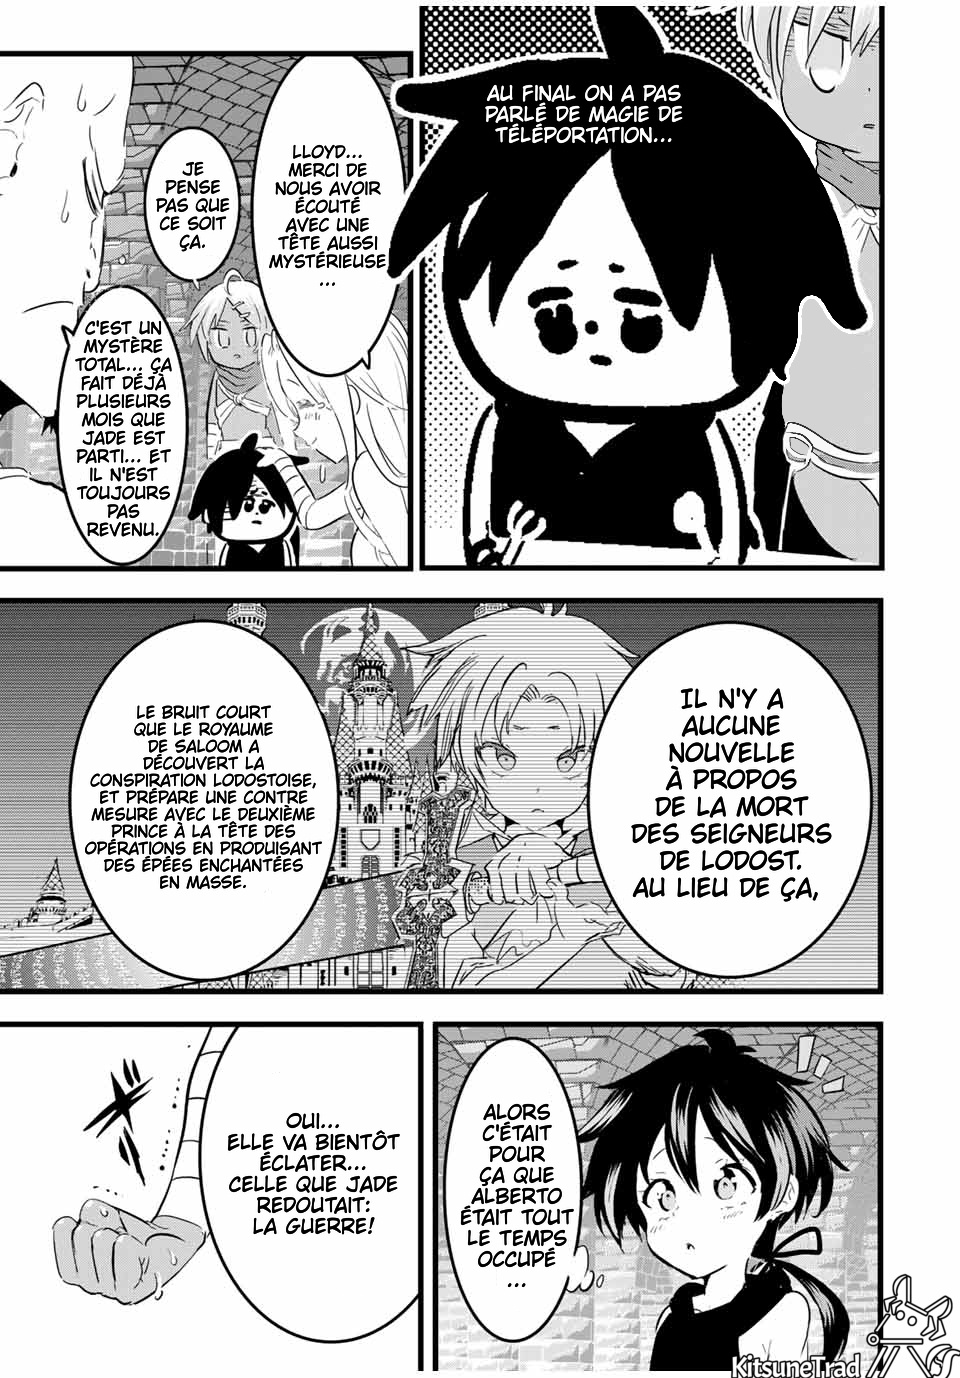 AU FINAL ON A PAS
PARLÉ DE MAGIE DE
TÉLÉPORTATION...
LLOYD...
MERCI DE
NOUS AVOIR
ÉCOUTÉ
AVEC UNE
TÊTE AUSSI
MYSTÉRIEUSE
...
JE
PENSE
PAS QUE
CE SOIT
ÇA.
C'EST UN
MYSTÈRE
TOTAL... ÇA
FAIT DÉJÀ
PLUSIEURS
MOIS QUE
JADE EST
PARTI... ET
IL N'EST
TOUJOURS
PAS
REVENU.
IL N'Y A
AUCUNE
NOUVELLE
À PROPOS
DE LA MORT
DES SEIGNEURS
DE LODOST.
AU LIEU DE ÇA,
LE BRUIT COURT
QUE LE ROYAUME
DE SALOOM A
DÉCOUVERT LA
CONSPIRATION LODOSTOISE,
ET PRÉPARE UNE CONTRE
MESURE AVEC LE DEUXIÈME
PRINCE À LA TÊTE DES
OPÉRATIONS EN PRODUISANT
DES ÉPÉES ENCHANTÉES
EN MASSE.
ALORS
C'ÉTAIT
POUR
ÇA QUE
ALBERTO
ÉTAIT TOUT
LE TEMPS
OCCUPÉ
...
OUI...
ELLE VA BIENTÔT
ÉCLATER...
CELLE QUE JADE
REDOUTAIT:
LA GUERRE!
KitsuneTrad